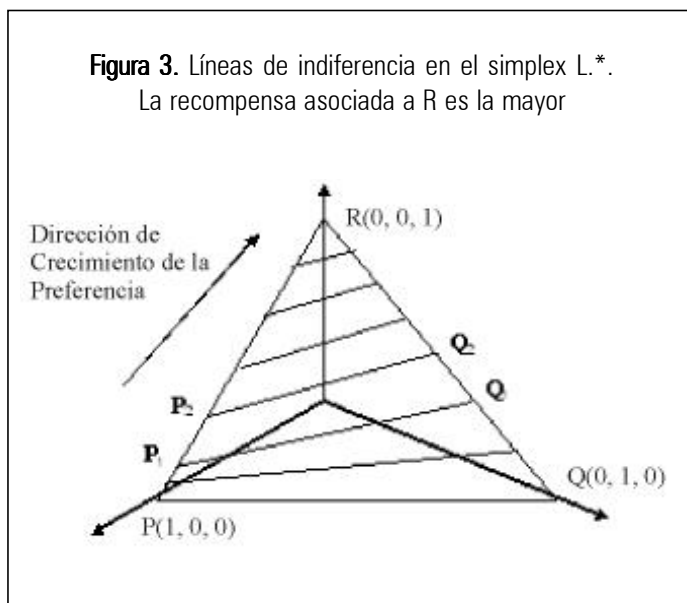 Figura 3. Líneas de indiferencia en el simplex L.*.
La recompensa asociada a R es la mayor
R(0, 0, 1)
Dirección de
Crecimiento de la
Preferencia
Q₂
P₂
Q₁
P₁
Q(0, 1, 0)
P(1, 0, 0)